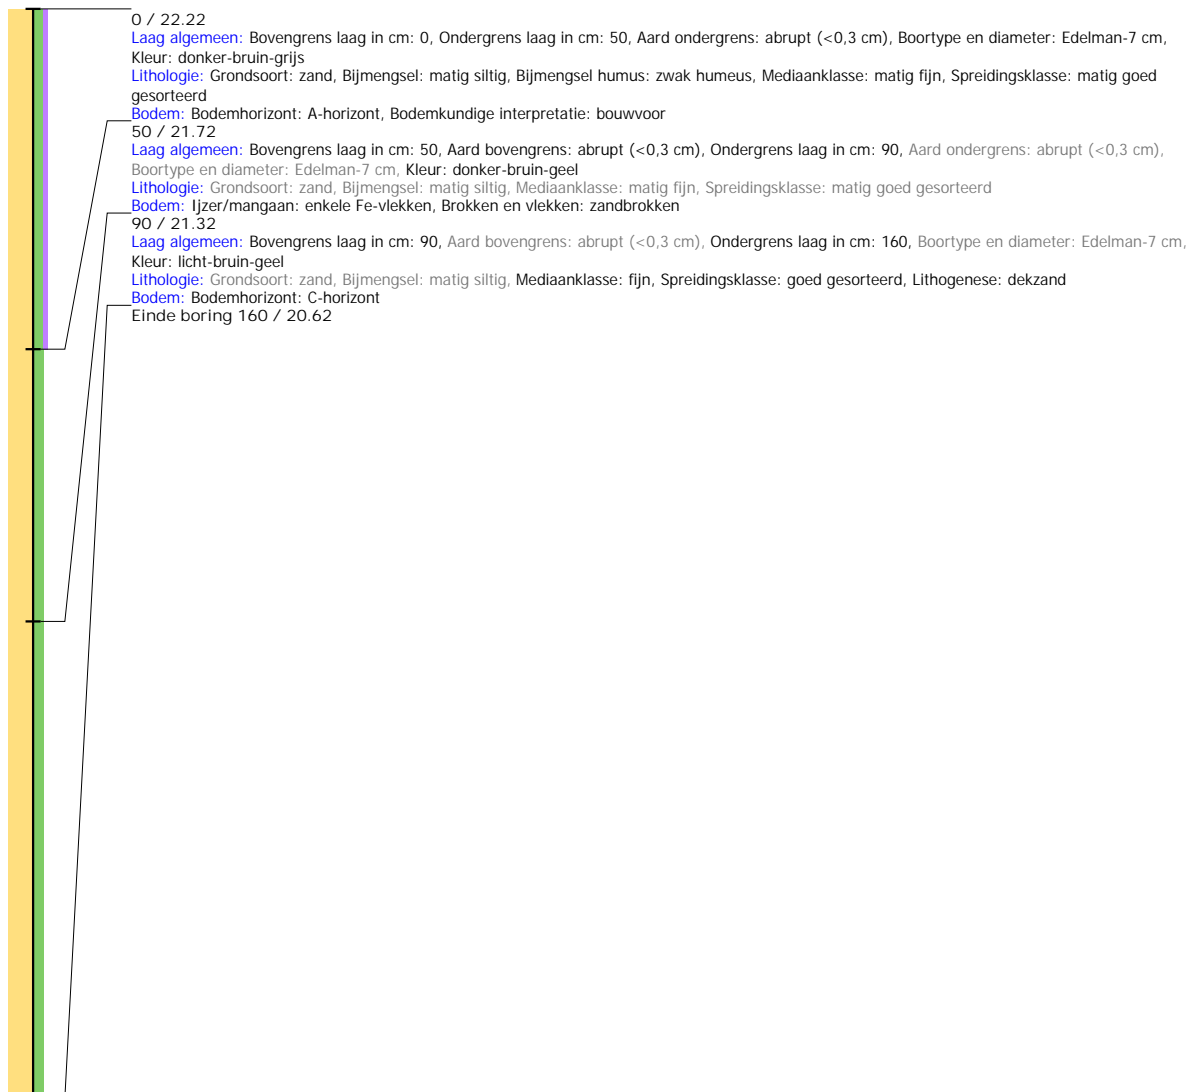 0 / 22.22
Laag algemeen: Bovengrens laag in cm: 0, Ondergrens laag in cm: 50, Aard ondergrens: abrupt (<0,3 cm), Boortype en diameter: Edelman-7 cm,
Kleur: donker-bruin-grijs
Lithologie: Grondsoort: zand, Bijmengsel: matig siltig, Bijmengsel humus: zwak humeus, Mediaanklasse: matig fijn, Spreidingsklasse: matig goed
gesorteerd
Bodem: Bodemhorizont: A-horizont, Bodemkundige interpretatie: bouwvoor
50 / 21.72
Laag algemeen: Bovengrens laag in cm: 50, Aard bovengrens: abrupt (<0,3 cm), Ondergrens laag in cm: 90, Aard ondergrens: abrupt (<0,3 cm),
Boortype en diameter: Edelman-7 cm, Kleur: donker-bruin-geel
Lithologie: Grondsoort: zand, Bijmengsel: matig siltig, Mediaanklasse: matig fijn, Spreidingsklasse: matig goed gesorteerd
Bodem: Ijzer/mangaan: enkele Fe-vlekken, Brokken en vlekken: zandbrokken
90 / 21.32
Laag algemeen: Bovengrens laag in cm: 90, Aard bovengrens: abrupt (<0,3 cm), Ondergrens laag in cm: 160, Boortype en diameter: Edelman-7 cm,
Kleur: licht-bruin-geel
Lithologie: Grondsoort: zand, Bijmengsel: matig siltig, Mediaanklasse: fijn, Spreidingsklasse: goed gesorteerd, Lithogenese: dekzand
Bodem: Bodemhorizont: C-horizont
Einde boring 160 / 20.62